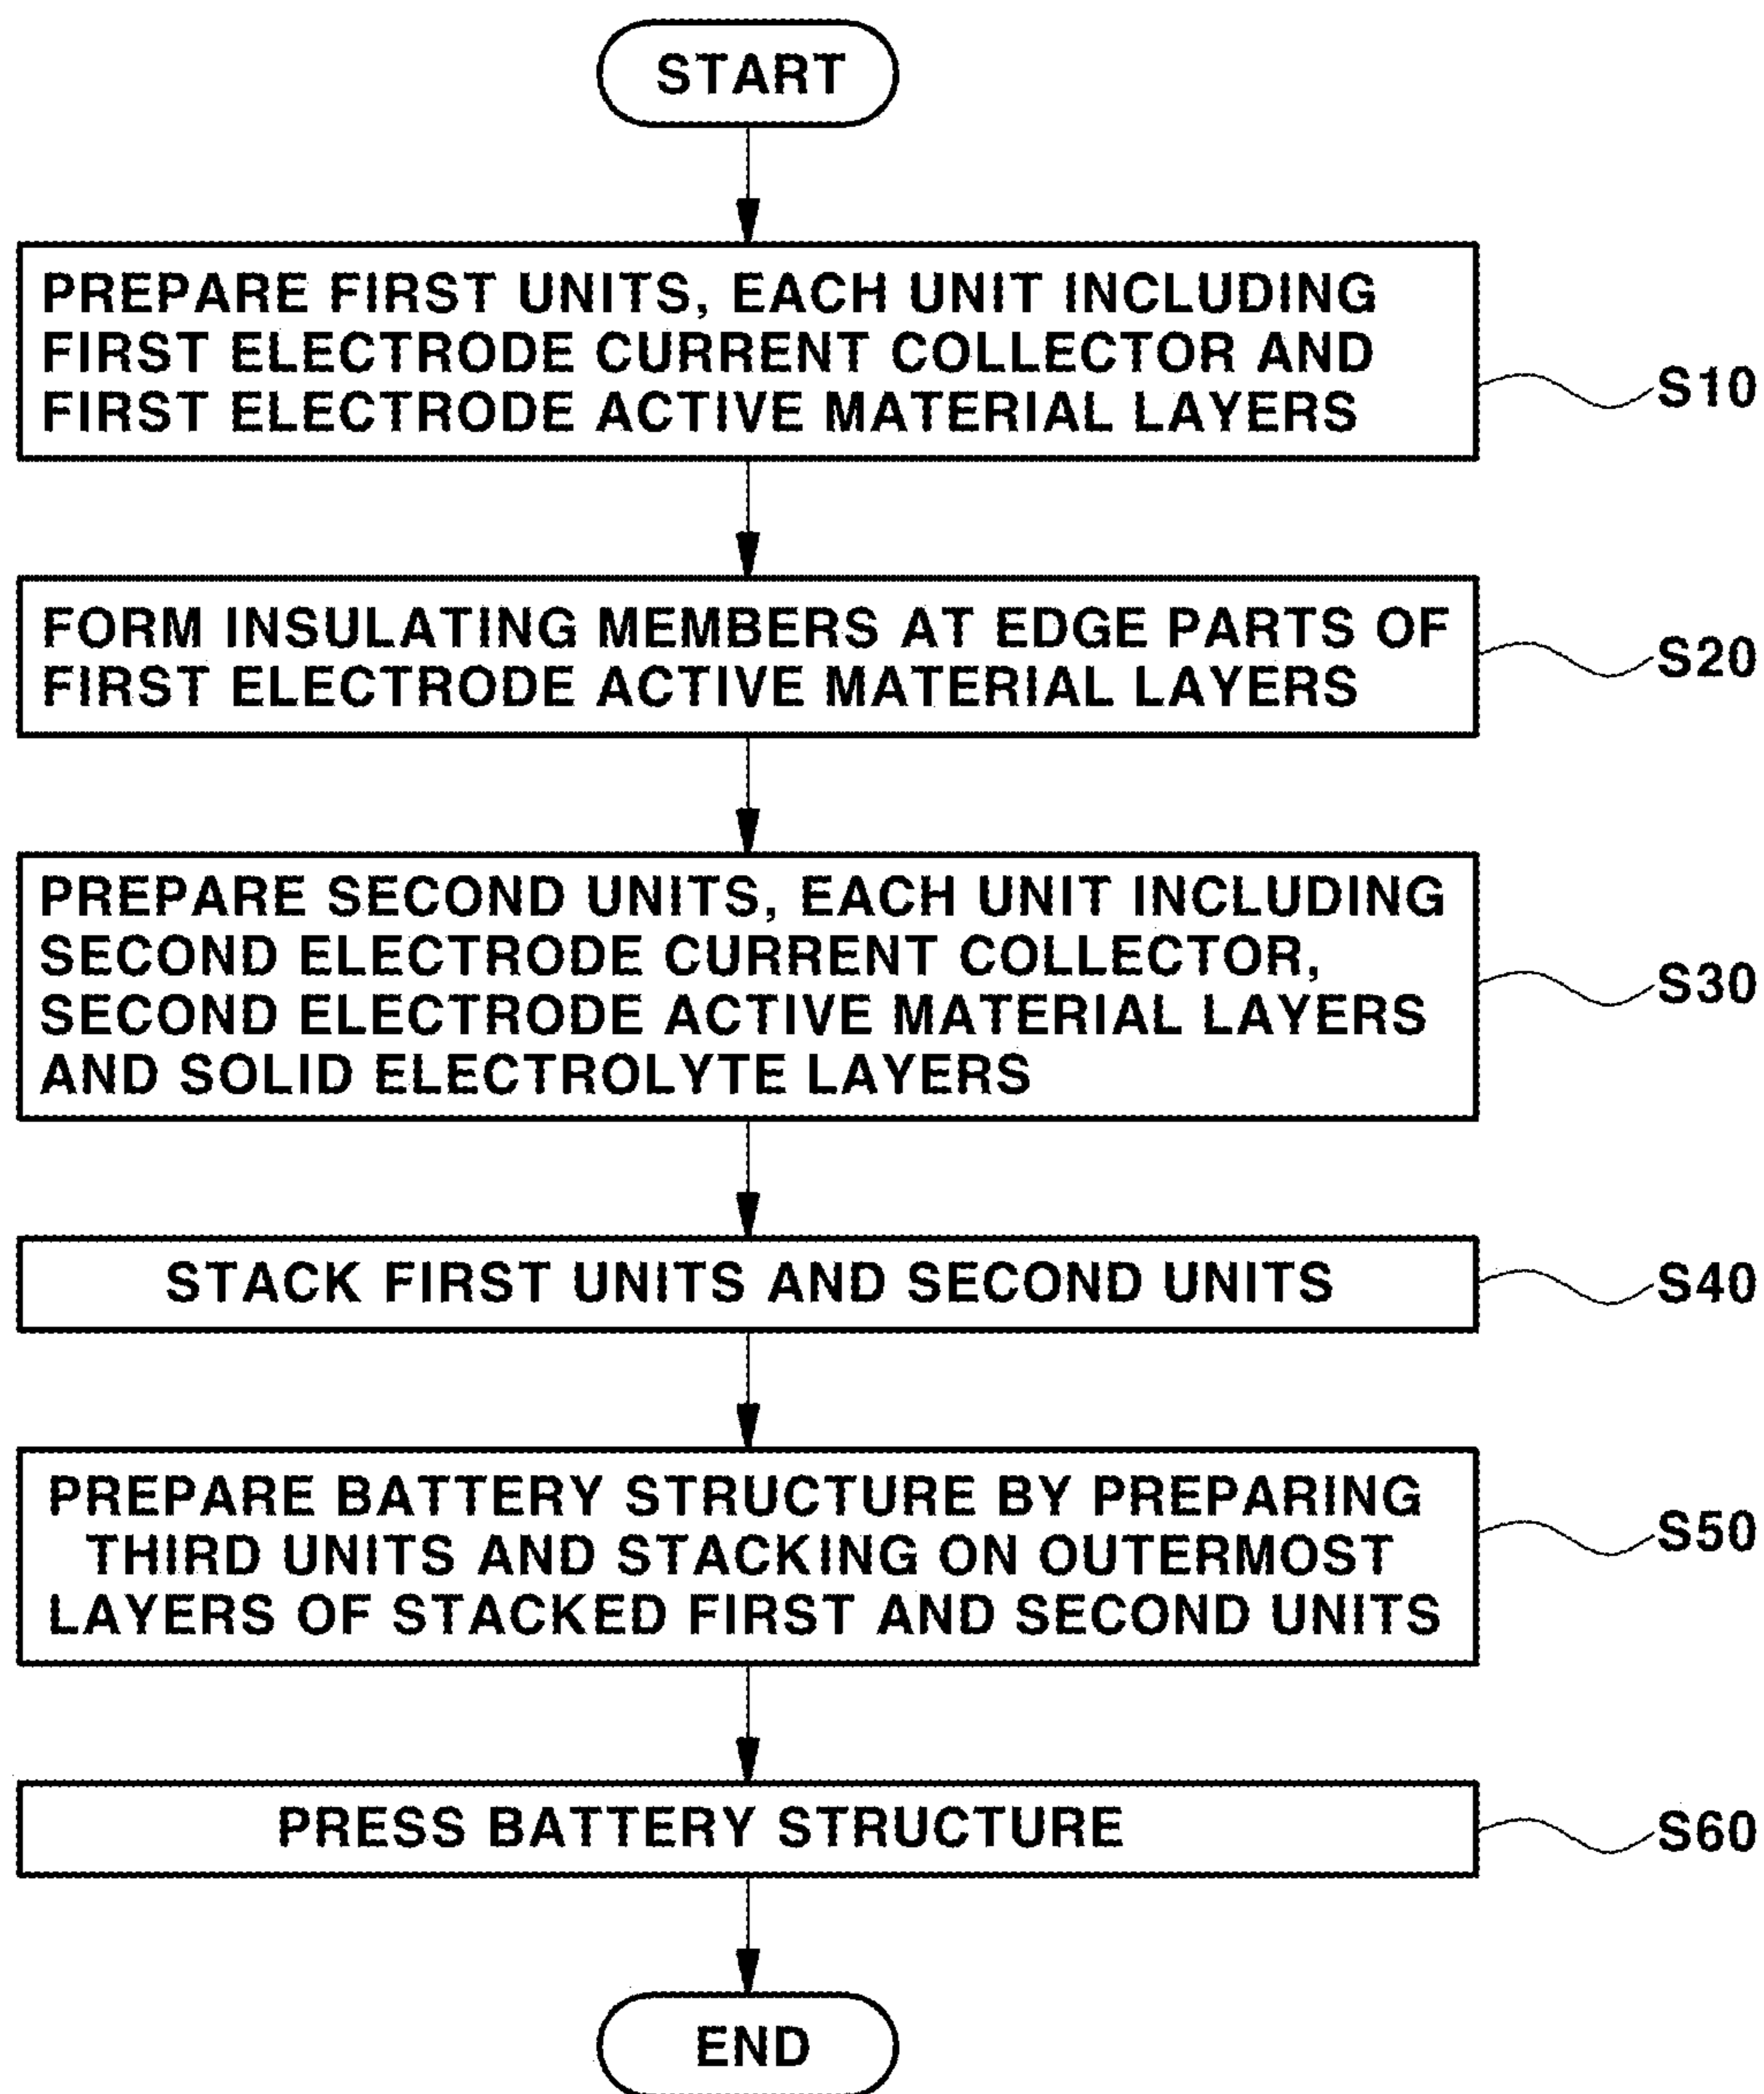 START
PREPARE FIRST UNITS, EACH UNIT INCLUDING
FIRST ELECTRODE CURRENT COLLECTOR AND
FIRST ELECTRODE ACTIVE MATERIAL LAYERS
S10
FORM INSULATING MEMBERS AT EDGE PARTS OF
FIRST ELECTRODE ACTIVE MATERIAL LAYERS
S20
PREPARE SECOND UNITS, EACH UNIT INCLUDING
SECOND ELECTRODE CURRENT COLLECTOR,
SECOND ELECTRODE ACTIVE MATERIAL LAYERS
AND SOLID ELECTROLYTE LAYERS
S30
STACK FIRST UNITS AND SECOND UNITS
S40
PREPARE BATTERY STRUCTURE BY PREPARING
THIRD UNITS AND STACKING ON OUTERMOST
LAYERS OF STACKED FIRST AND SECOND UNITS
S50
PRESS BATTERY STRUCTURE
S60
END